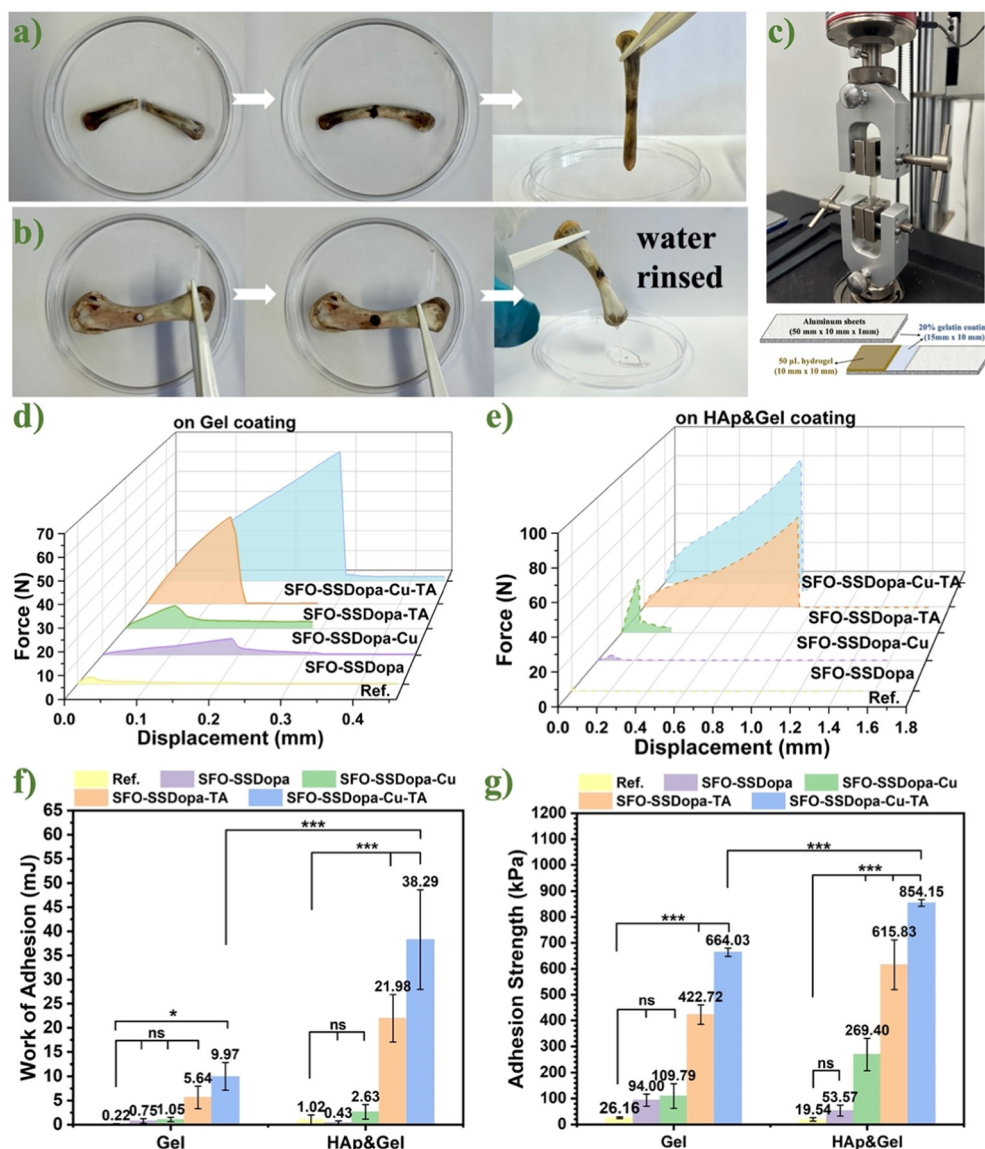 a)
b)
water
rinsed
c)
Aluminum sheets
(50 mm x 10 mm x 1mm)
20% gelatin coating
(15mm x 10 mm)
50 μL hydrogel
(10 mm x 10 mm)
d)
on Gel coating
70
60
50
40
30
20
10
0
Force (N)
SFO-SSDopa-Cu-TA
SFO-SSDopa-TA
SFO-SSDopa-Cu
SFO-SSDopa
Ref.
0.0 0.1 0.2 0.3 0.4
Displacement (mm)
e)
on HAp&Gel coating
100
80
60
40
20
0
Force (N)
SFO-SSDopa-Cu-TA
SFO-SSDopa-TA
SFO-SSDopa-Cu
SFO-SSDopa
Ref.
0.0 0.2 0.4 0.6 0.8 1.0 1.2 1.4 1.6 1.8
Displacement (mm)
f)
Ref. SFO-SSDopa SFO-SSDopa-Cu
SFO-SSDopa-TA SFO-SSDopa-Cu-TA
65
60
55
50
45
40
35
30
25
20
15
10
5
0
Work of Adhesion (mJ)
***
***
38.29
21.98
*
ns
ns
9.97
5.64
0.22 0.75 1.05
1.02 0.43 2.63
Gel HAp&Gel
g)
Ref. SFO-SSDopa SFO-SSDopa-Cu
SFO-SSDopa-TA SFO-SSDopa-Cu-TA
1200
1100
1000
900
800
700
600
500
400
300
200
100
0
Adhesion Strength (kPa)
***
***
854.15
***
664.03
615.83
422.72
ns
269.40
ns
26.16 94.00 109.79
19.54 53.57
Gel HAp&Gel